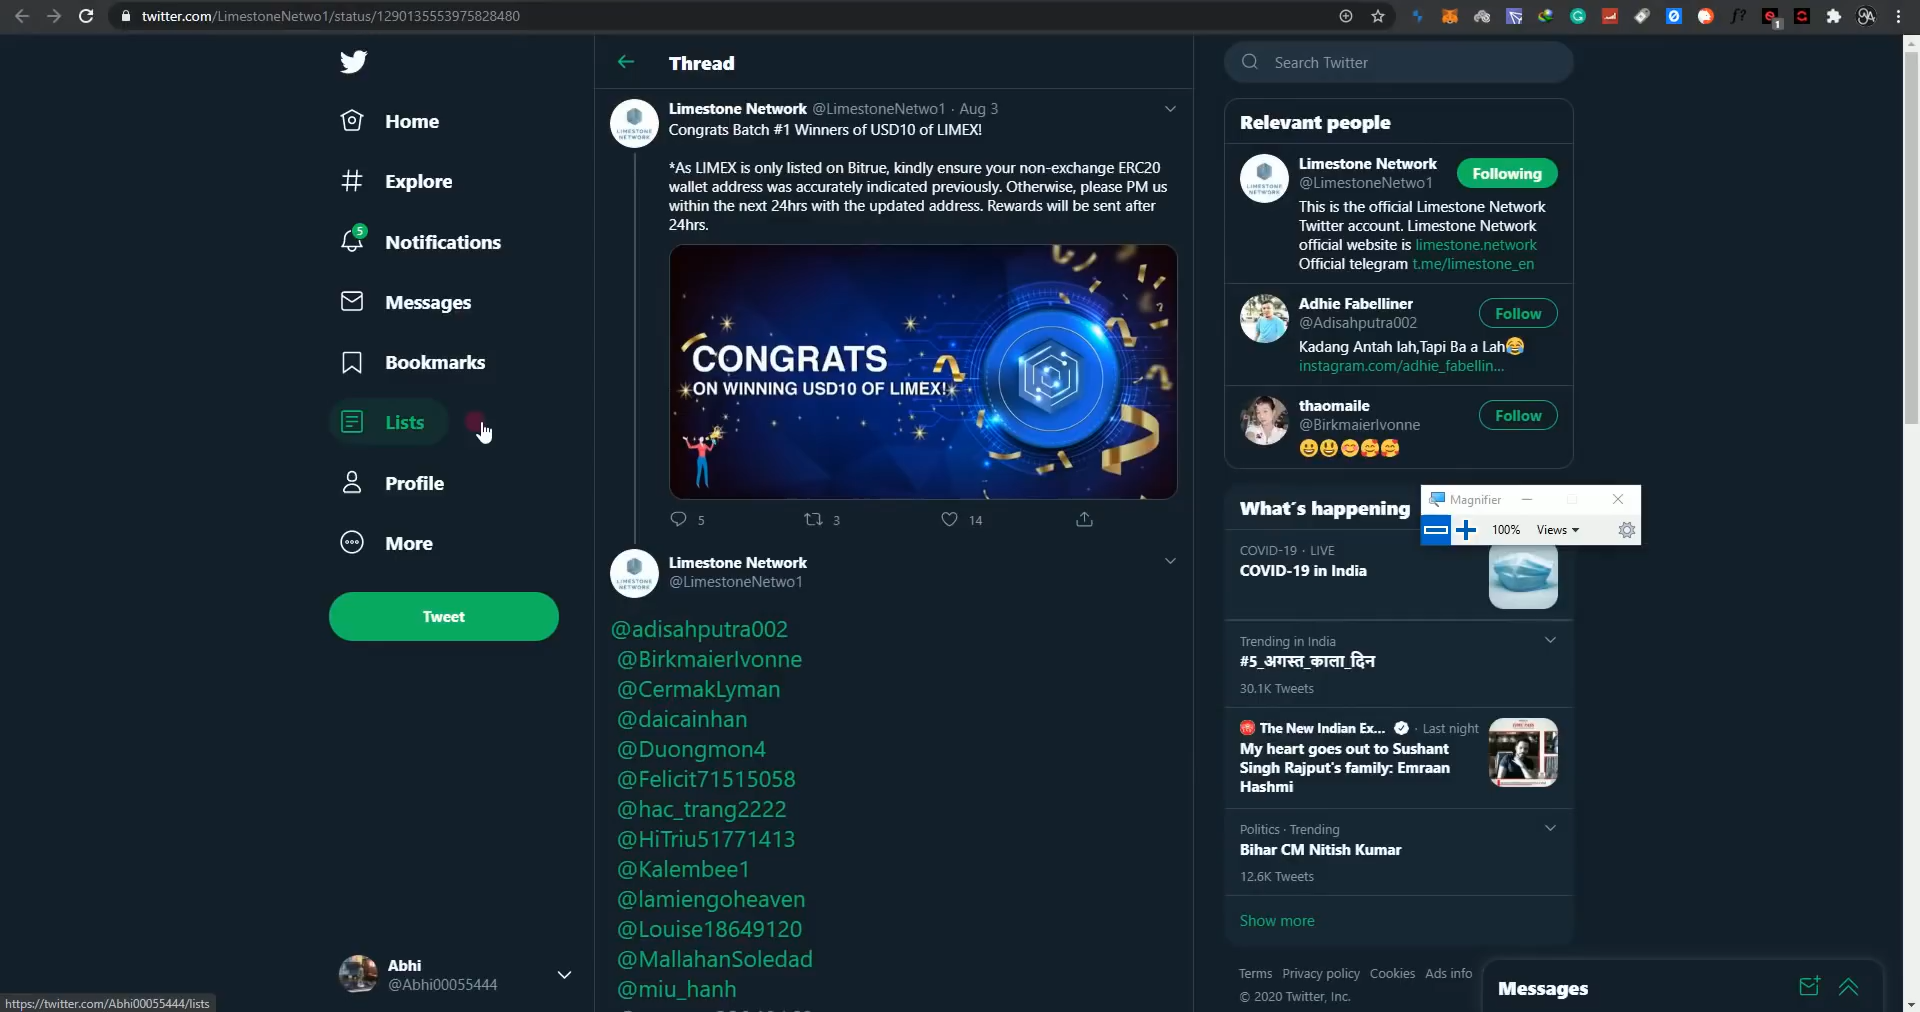 twitter.com/LimestoneNetwo1/status/1290135553975828480
1
Home
Explore
5
Notifications
Messages
Bookmarks
Lists
Profile
More
Tweet
Abhi
@Abhi00055444
https://twitter.com/Abhi00055444/lists
Thread
Limestone Network @LimestoneNetwo1 · Aug 3
Congrats Batch #1 Winners of USD10 of LIMEX!
*As LIMEX is only listed on Bitrue, kindly ensure your non-exchange ERC20
wallet address was accurately indicated previously. Otherwise, please PM us
within the next 24hrs with the updated address. Rewards will be sent after
24hrs.
CONGRATS
ON WINNING USD10 OF LIMEX!
5 3 14
Limestone Network
@LimestoneNetwo1
@adisahputra002
@BirkmaierIvonne
@CermakLyman
@daicainhan
@Duongmon4
@Felicit71515058
@hac_trang2222
@HiTriu51771413
@Kalembee1
@lamiengoheaven
@Louise18649120
@MallahanSoledad
@miu_hanh
Search Twitter
Relevant people
Limestone Network
@LimestoneNetwo1
Following
This is the official Limestone Network
Twitter account. Limestone Network
official website is limestone.network
Official telegram t.me/limestone_en
Adhie Fabelliner
@Adisahputra002
Follow
Kadang Antah lah,Tapi Ba a Lah😂
instagram.com/adhie_fabellin...
thaomaile
@BirkmaierIvonne
Follow
😀😃😊🥰🥰
What's happening
Magnifier
100% Views
COVID-19 · LIVE
COVID-19 in India
Trending in India
#5_अगस्त_काला_दिन
30.1K Tweets
The New Indian Ex... · Last night
My heart goes out to Sushant
Singh Rajput's family: Emraan
Hashmi
Politics · Trending
Bihar CM Nitish Kumar
12.6K Tweets
Show more
Terms Privacy policy Cookies Ads info
© 2020 Twitter, Inc.
Messages